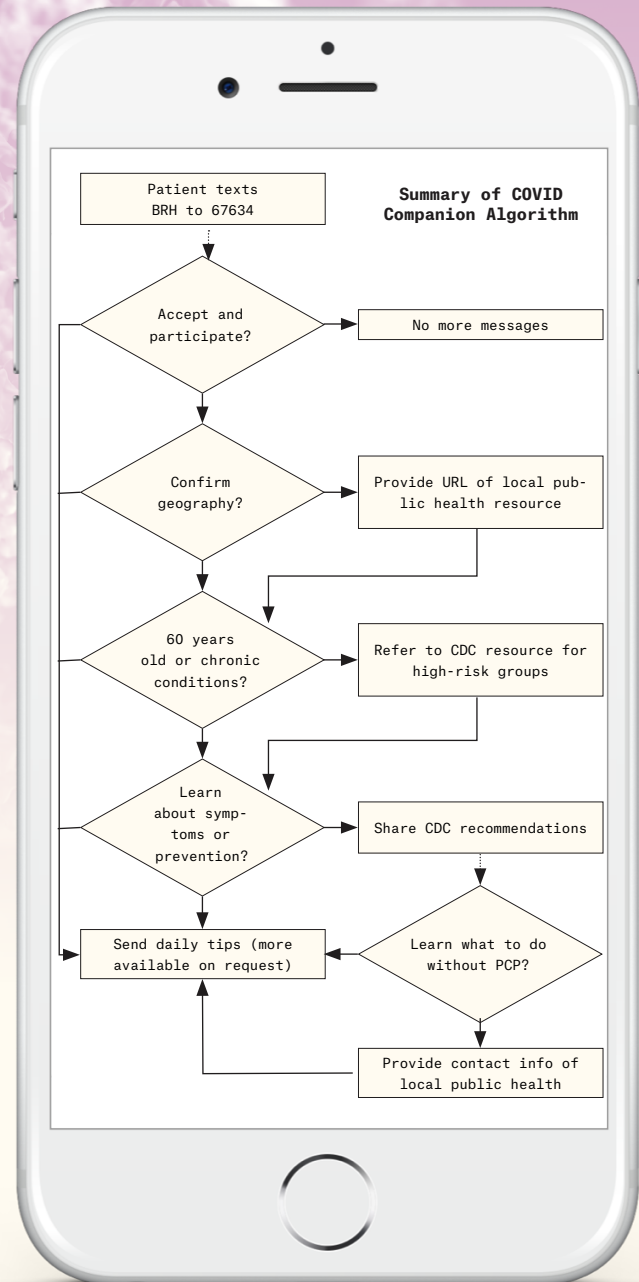 Summary of COVID
Companion Algorithm
Patient texts
BRH to 67634
Accept and
participate?
No more messages
Confirm
geography?
Provide URL of local pub-
lic health resource
60 years
old or chronic
conditions?
Refer to CDC resource for
high-risk groups
Learn
about symp-
toms or
prevention?
Share CDC recommendations
Send daily tips (more
available on request)
Learn what to do
without PCP?
Provide contact info of
local public health